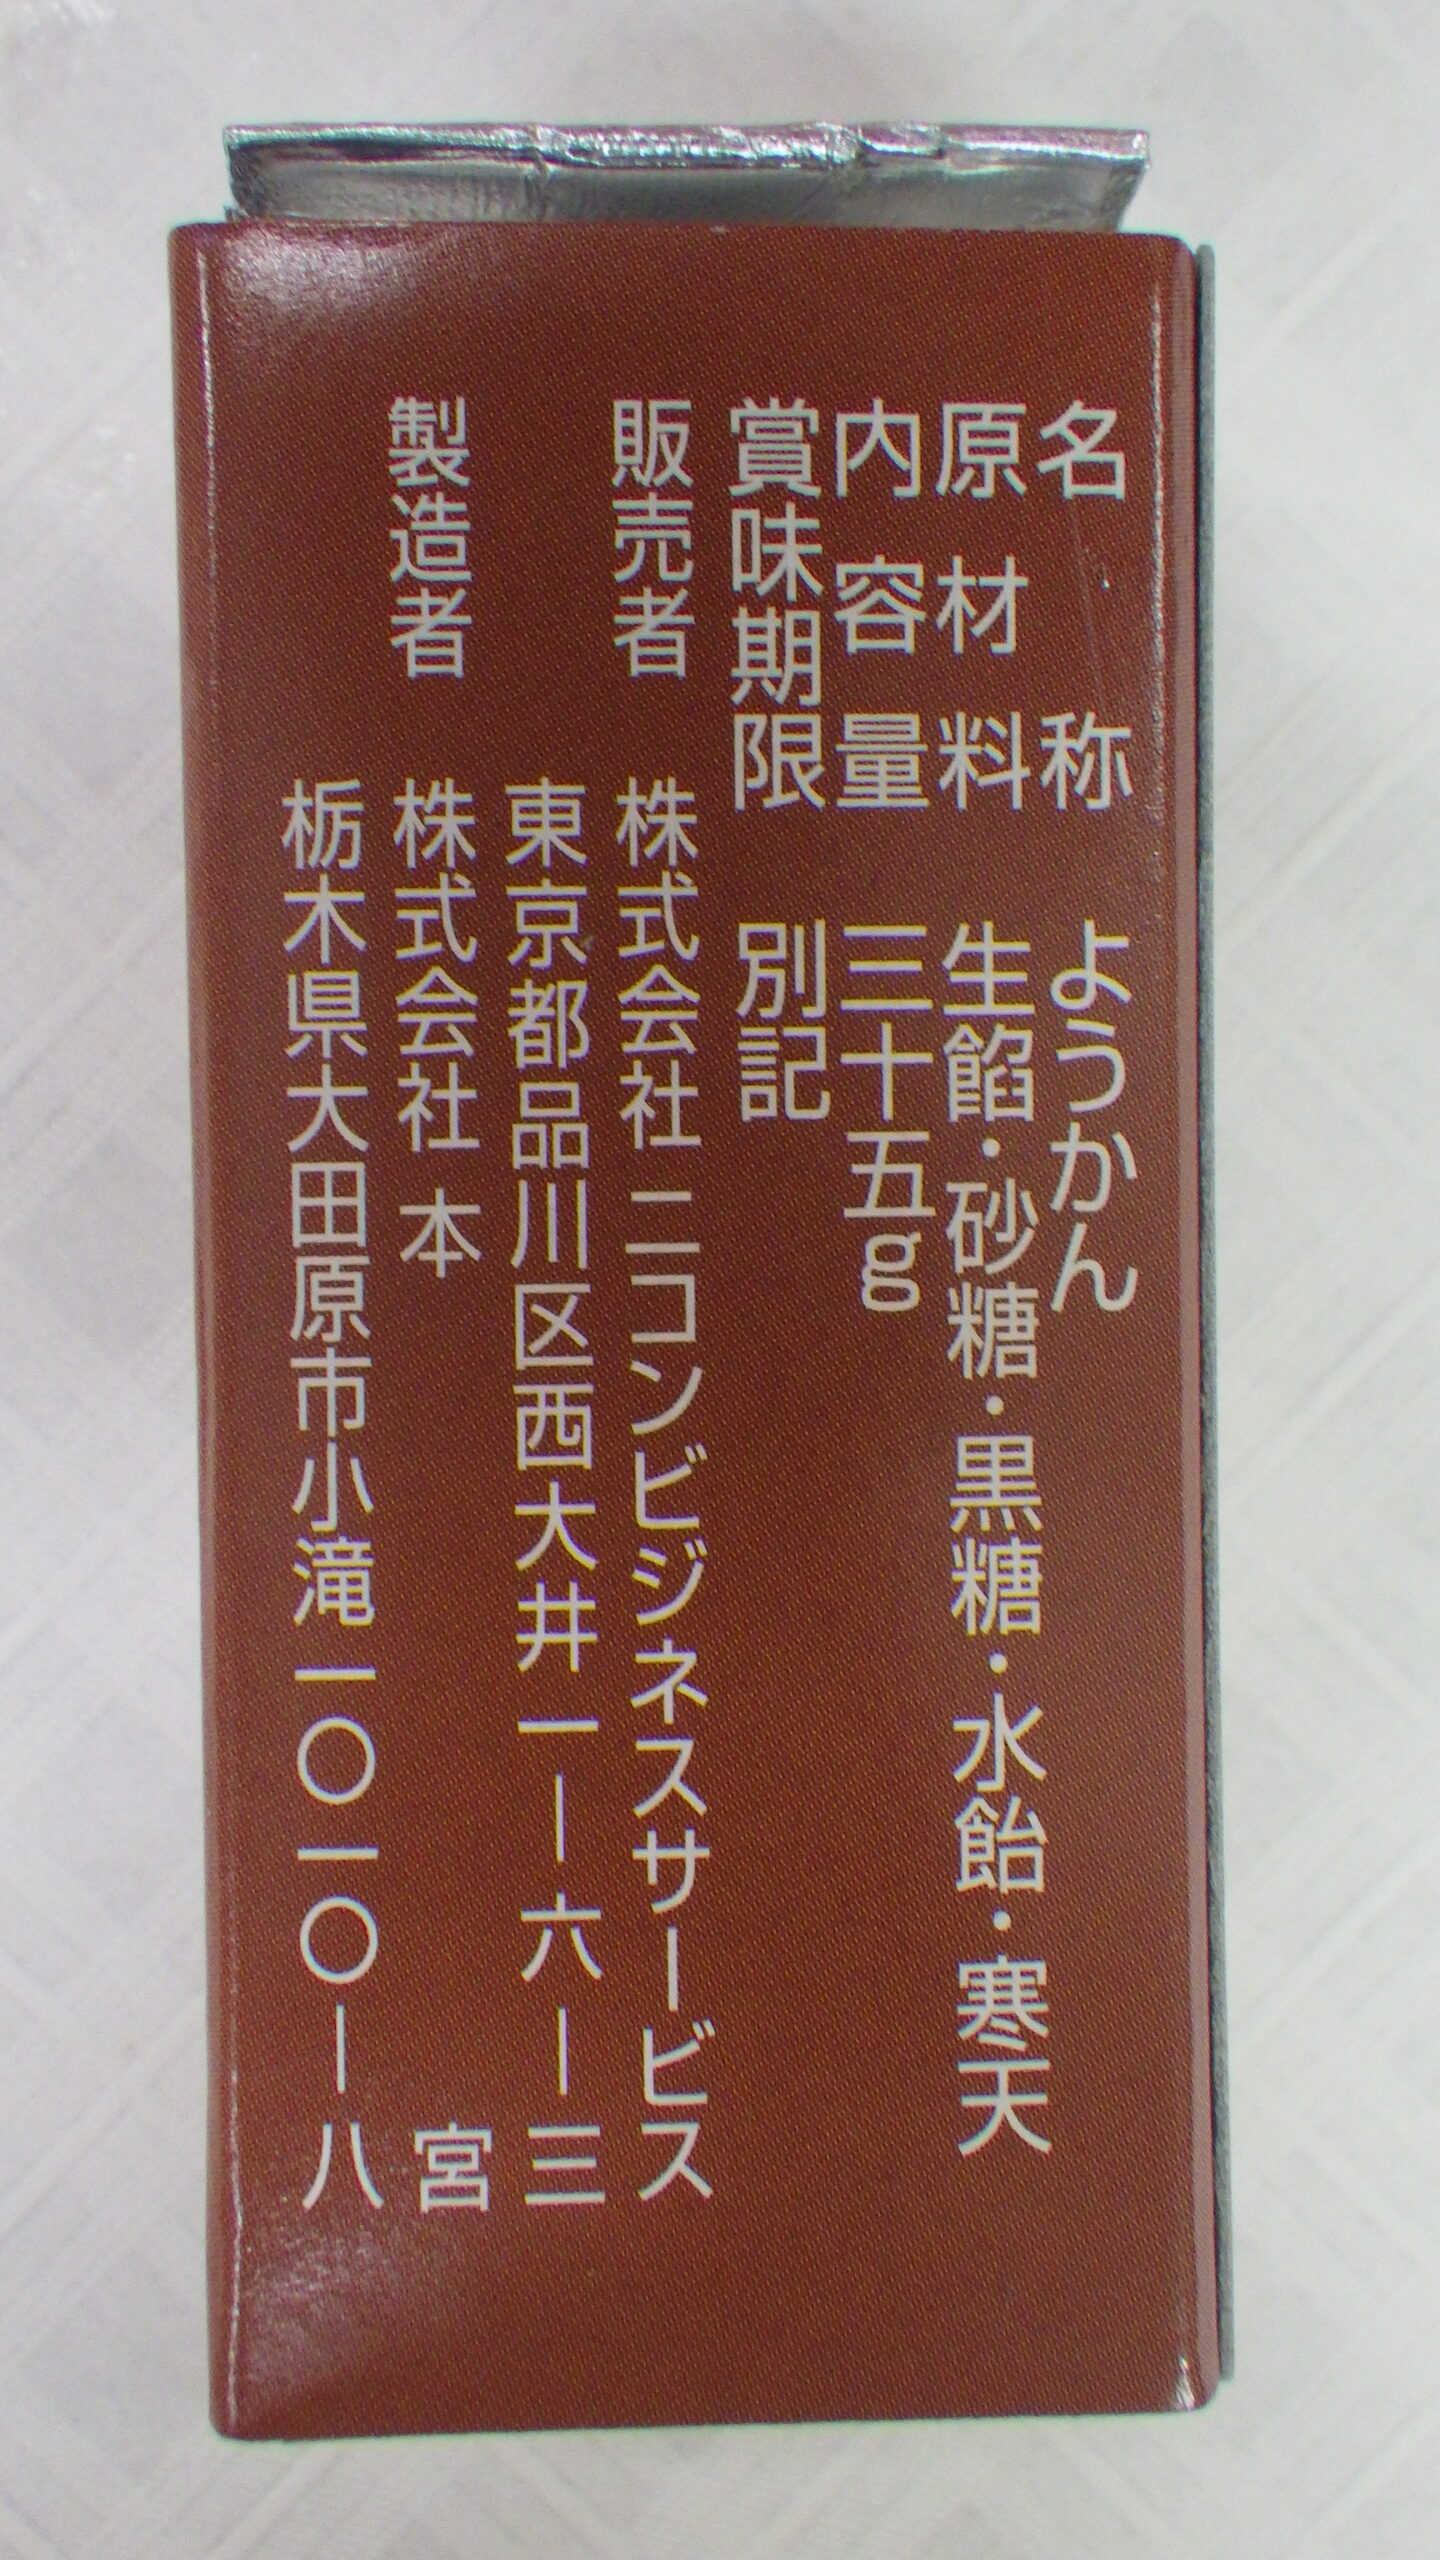 名称 ようかん
原材料 生餡・砂糖・黒糖・水飴・寒天
内容量 三十五g
賞味期限 別記
販売者 株式会社 ニコンビジネスサービス
東京都品川区西大井一ー六ー三
製造者 株式会社 本宮
栃木県大田原市小滝一〇一〇ー八